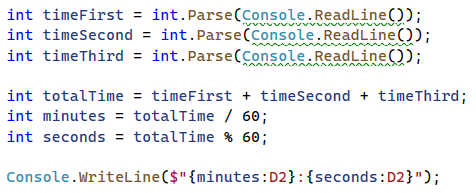 int timeFirst = int.Parse(Console.ReadLine());
int timeSecond = int.Parse(Console.ReadLine());
int timeThird = int.Parse(Console.ReadLine());
int totalTime = timeFirst + timeSecond + timeThird;
int minutes = totalTime / 60;
int seconds = totalTime % 60;
Console.WriteLine($"{minutes:D2}:{seconds:D2}");